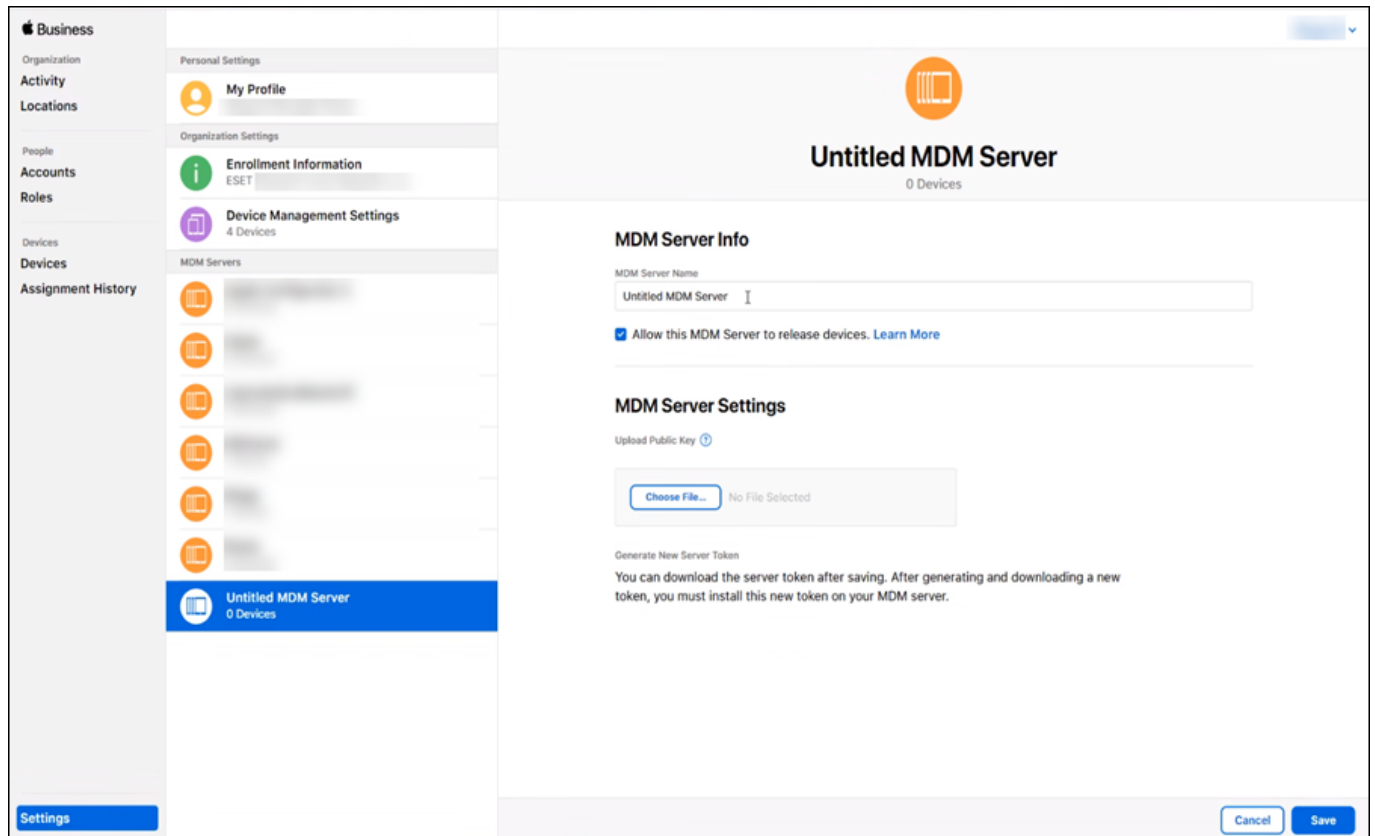 Business
Organization
Activity
Locations
People
Accounts
Roles
Devices
Devices
Assignment History
Settings
Personal Settings
My Profile
Organization Settings
Enrollment Information
ESET
Device Management Settings
4 Devices
MDM Servers
Untitled MDM Server
0 Devices
Untitled MDM Server
0 Devices
MDM Server Info
MDM Server Name
Untitled MDM Server
Allow this MDM Server to release devices. Learn More
MDM Server Settings
Upload Public Key ?
Choose File... No File Selected
Generate New Server Token
You can download the server token after saving. After generating and downloading a new
token, you must install this new token on your MDM server.
Cancel Save